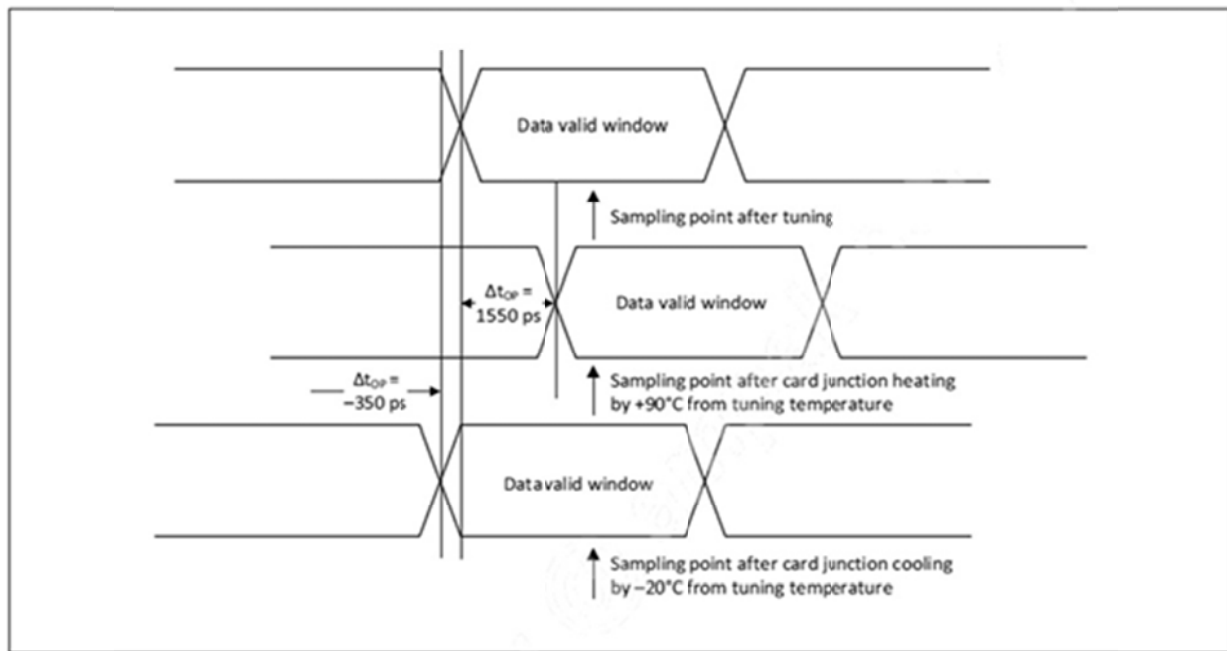 Data valid window
Sampling point after tuning
Δt_OP =
1550 ps
Data valid window
Δt_OP =
−350 ps
Sampling point after card junction heating
by +90°C from tuning temperature
Data valid window
Sampling point after card junction cooling
by −20°C from tuning temperature